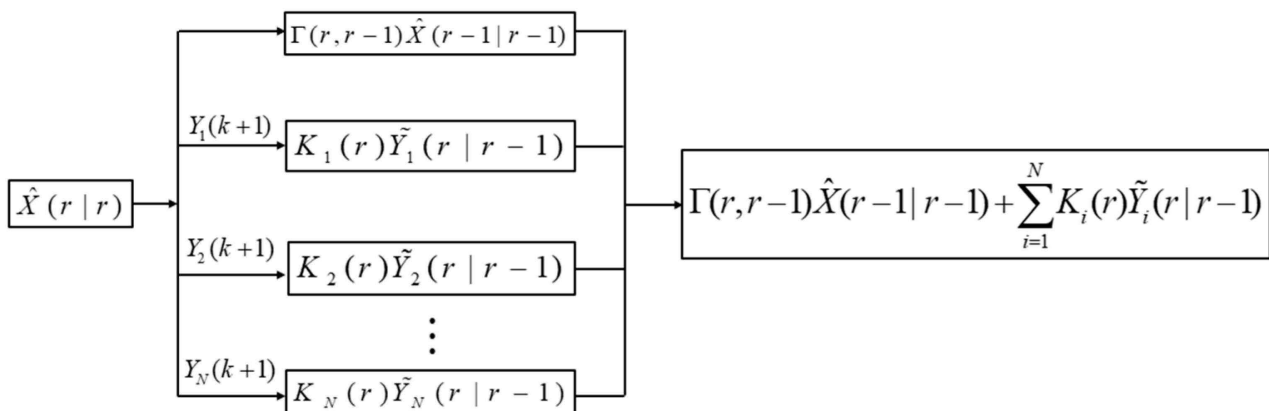 X̂(r|r)
Γ(r,r−1)X̂(r−1|r−1)
Y₁(k+1)
K₁(r)Ỹ₁(r|r−1)
Y₂(k+1)
K₂(r)Ỹ₂(r|r−1)
⋮
Y_N(k+1)
K_N(r)Ỹ_N(r|r−1)
Γ(r,r−1)X̂(r−1|r−1)+∑_{i=1}^{N}K_i(r)Ỹ_i(r|r−1)